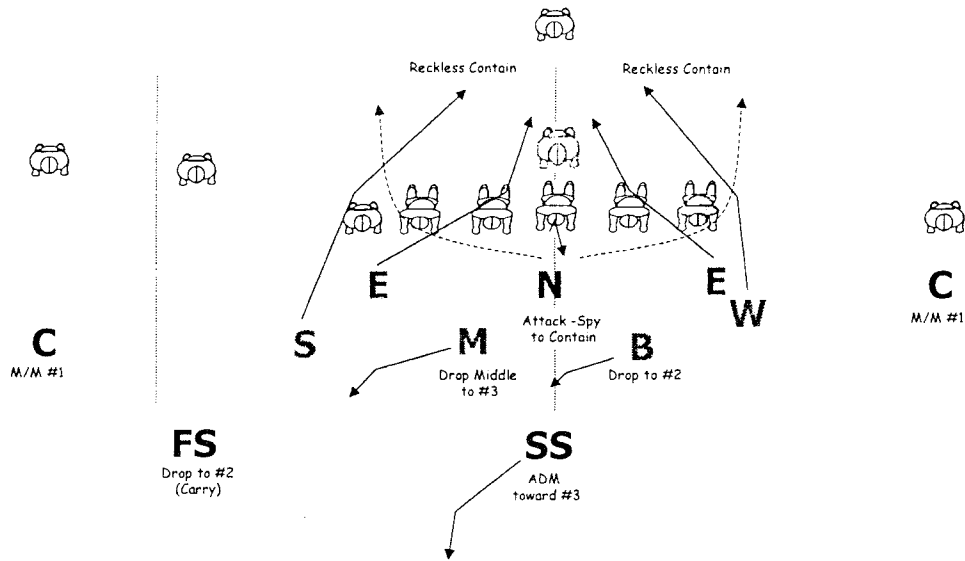 Reckless Contain
Reckless Contain
E
N
E
W
C
M/M #1
Attack -Spy
to Contain
S
M
Drop Middle
to #3
B
Drop to #2
C
M/M #1
FS
Drop to #2
(Carry)
SS
ADM
toward #3